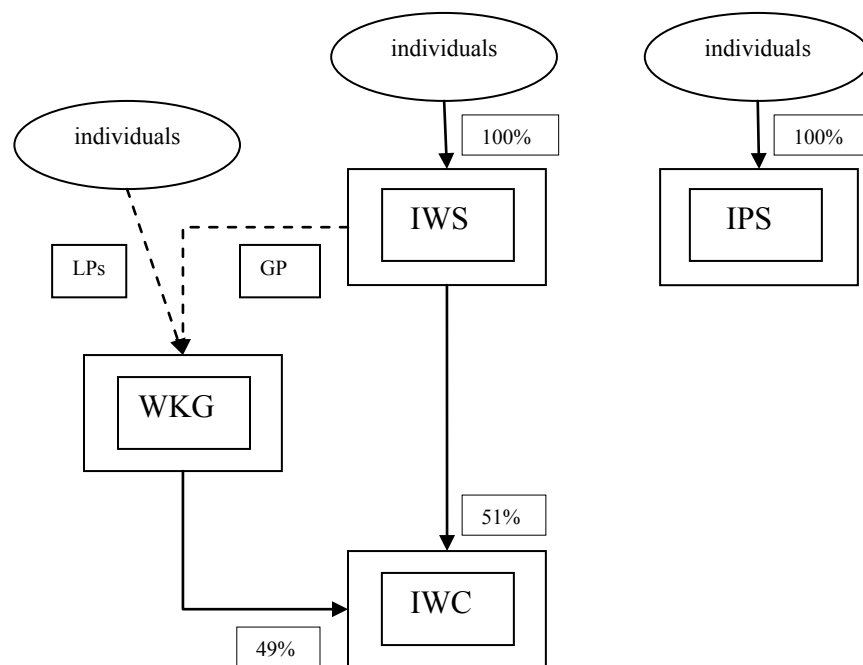 individuals
individuals
individuals
100%
100%
IWS
IPS
LPs
GP
WKG
51%
IWC
49%